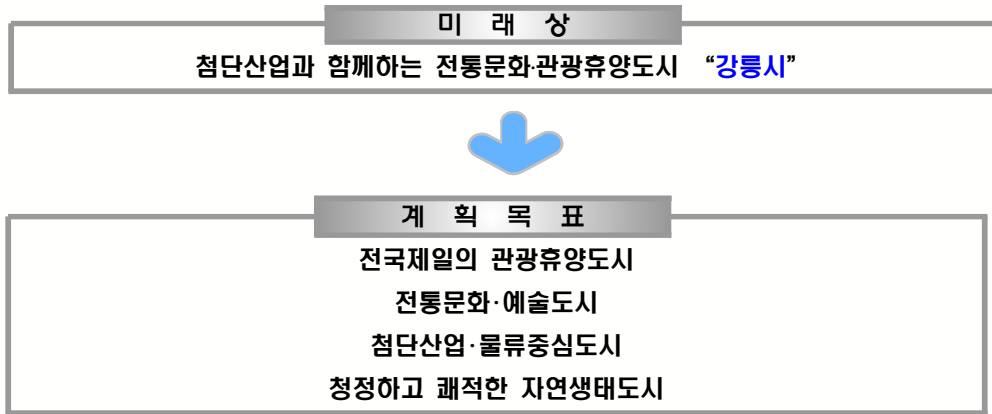 미 래 상
첨단산업과 함께하는 전통문화·관광휴양도시 “강릉시”
계 획 목 표
전국제일의 관광휴양도시
전통문화·예술도시
첨단산업·물류중심도시
청정하고 쾌적한 자연생태도시